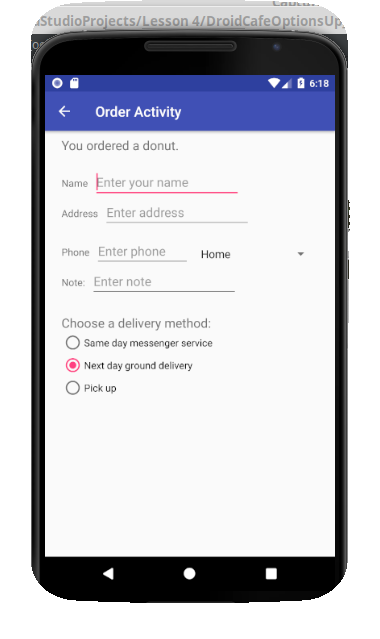 dStudioProjects/Lesson 4/DroidCafeOptionsUp
6:18
Order Activity
You ordered a donut.
Name Enter your name
Address Enter address
Phone Enter phone Home
Note: Enter note
Choose a delivery method:
Same day messenger service
Next day ground delivery
Pick up